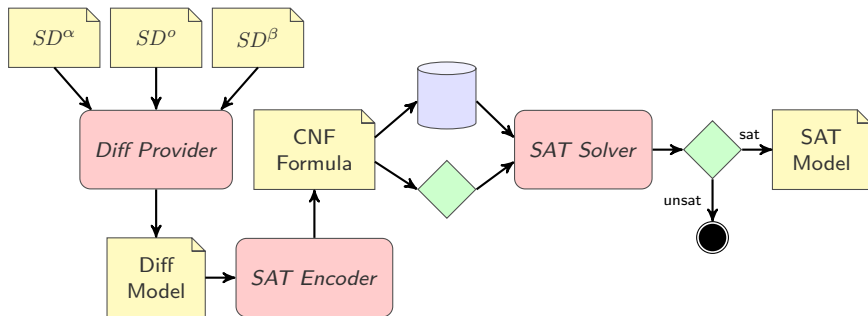 SD^α
SD^o
SD^β
Diff Provider
CNF
Formula
SAT Solver
sat
SAT
Model
unsat
Diff
Model
SAT Encoder